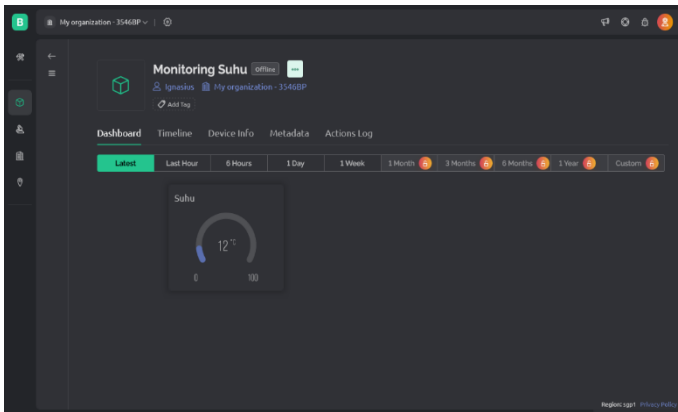 B My organization - 3546BP
Monitoring Suhu Offline
Ignasius My organization - 3546BP
Add Tag
Dashboard Timeline Device Info Metadata Actions Log
Latest Last Hour 6 Hours 1 Day 1 Week 1 Month 3 Months 6 Months 1 Year Custom
Suhu
12 °C
0 100
Region: sgp1 Privacy Policy